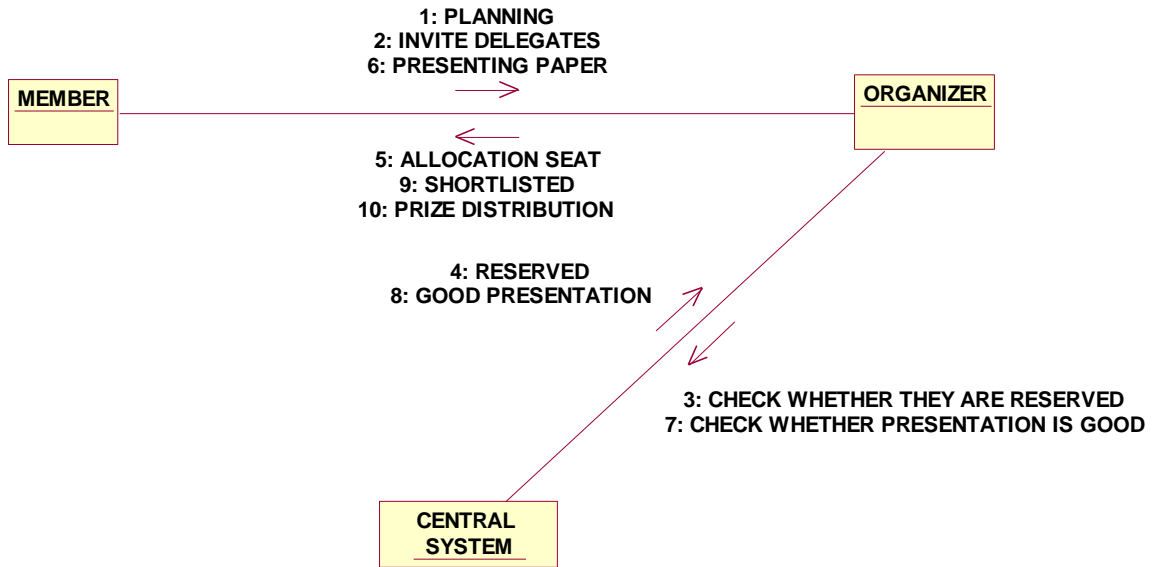 1: PLANNING
2: INVITE DELEGATES
6: PRESENTING PAPER
MEMBER
ORGANIZER
5: ALLOCATION SEAT
9: SHORTLISTED
10: PRIZE DISTRIBUTION
4: RESERVED
8: GOOD PRESENTATION
3: CHECK WHETHER THEY ARE RESERVED
7: CHECK WHETHER PRESENTATION IS GOOD
CENTRAL
SYSTEM